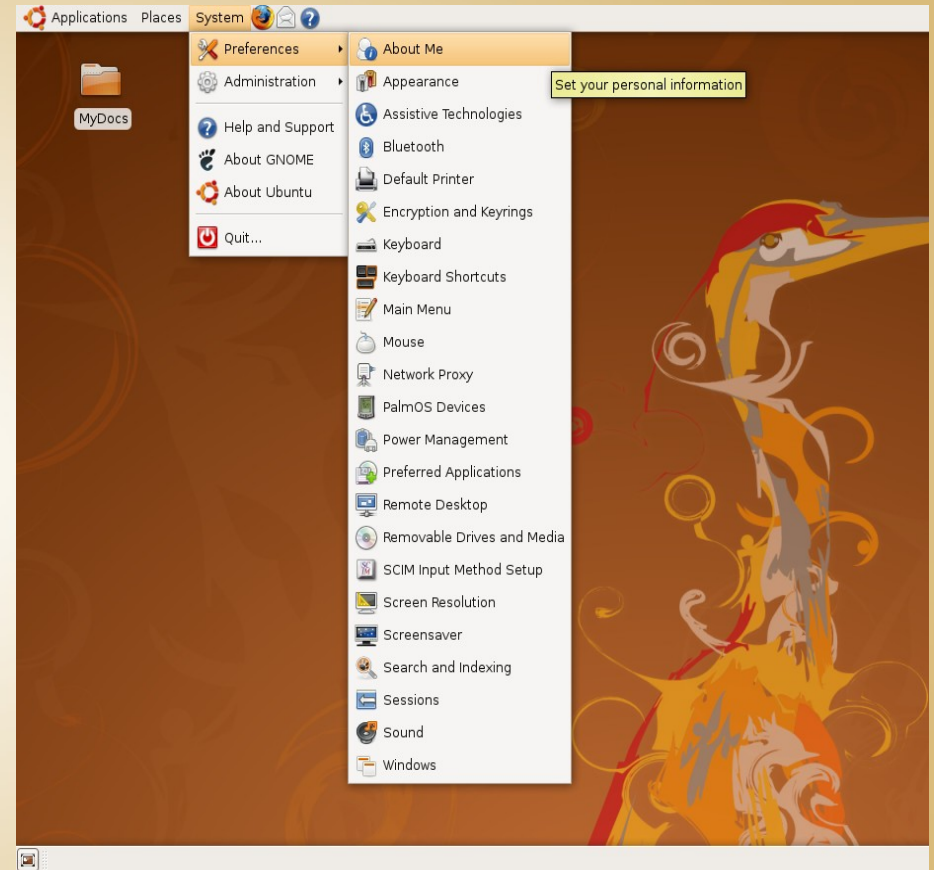 Applications Places System
Preferences
Administration
Help and Support
About GNOME
About Ubuntu
Quit...
About Me
Appearance
Assistive Technologies
Bluetooth
Default Printer
Encryption and Keyrings
Keyboard
Keyboard Shortcuts
Main Menu
Mouse
Network Proxy
PalmOS Devices
Power Management
Preferred Applications
Remote Desktop
Removable Drives and Media
SCIM Input Method Setup
Screen Resolution
Screensaver
Search and Indexing
Sessions
Sound
Windows
Set your personal information
MyDocs